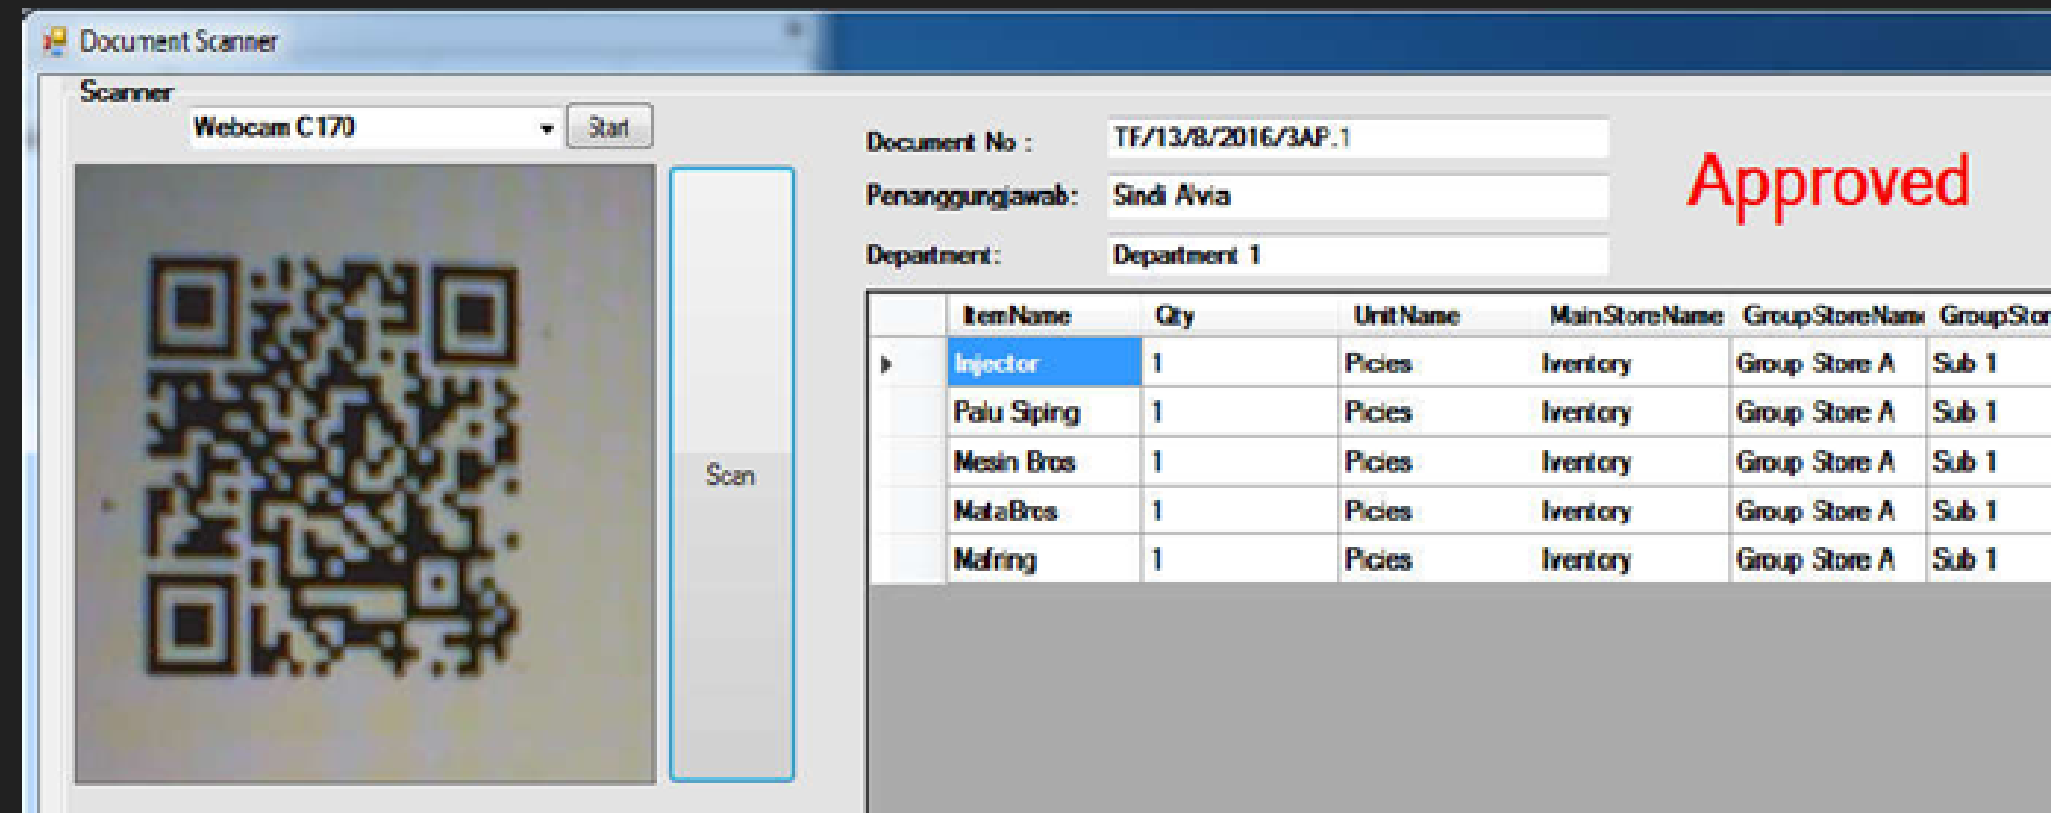 Document Scanner
Scanner
Webcam C170
Start
Document No :
TF/13/8/2016/3AP.1
Penanggungjawab:
Sindi Alvia
Department:
Department 1
Approved
Scan
ItemName Qty UnitName MainStoreName GroupStoreName GroupStor
Injector 1 Picies Iventory Group Store A Sub 1
Palu Siping 1 Picies Iventory Group Store A Sub 1
Mesin Bros 1 Picies Iventory Group Store A Sub 1
MataBros 1 Picies Iventory Group Store A Sub 1
Mafring 1 Picies Iventory Group Store A Sub 1